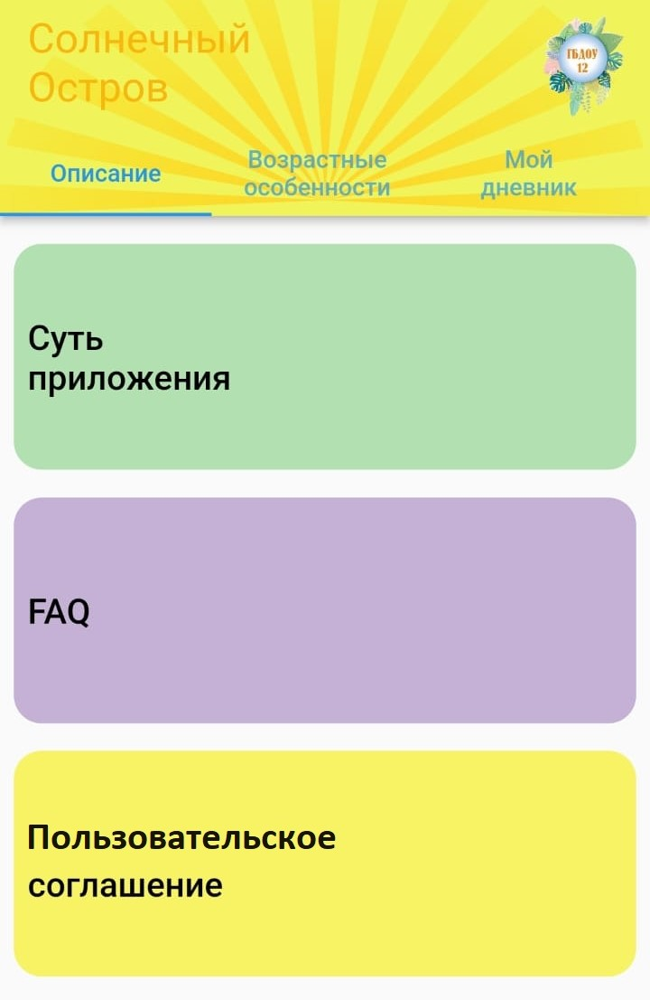 Солнечный
Остров
ГБДОУ
12
Описание
Возрастные
особенности
Мой
дневник
Суть
приложения
FAQ
Пользовательское
соглашение